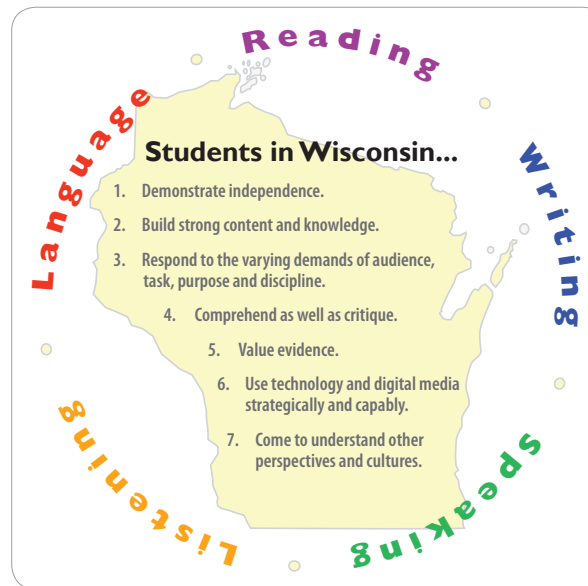 Reading
Writing
Speaking
Listening
Language
Students in Wisconsin...
1. Demonstrate independence.
2. Build strong content and knowledge.
3. Respond to the varying demands of audience,
task, purpose and discipline.
4. Comprehend as well as critique.
5. Value evidence.
6. Use technology and digital media
strategically and capably.
7. Come to understand other
perspectives and cultures.